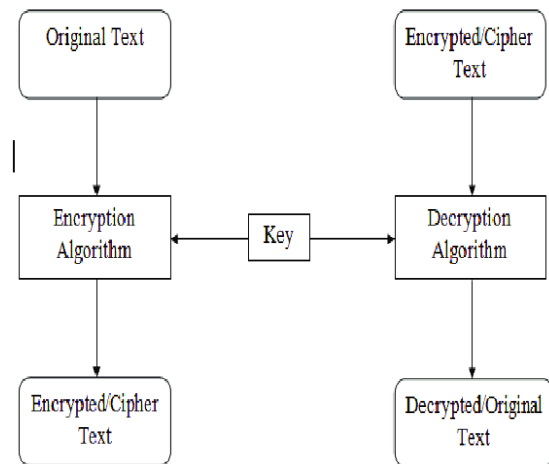 Original Text
Encrypted/Cipher
Text
Encryption
Algorithm
Key
Decryption
Algorithm
Encrypted/Cipher
Text
Decrypted/Original
Text